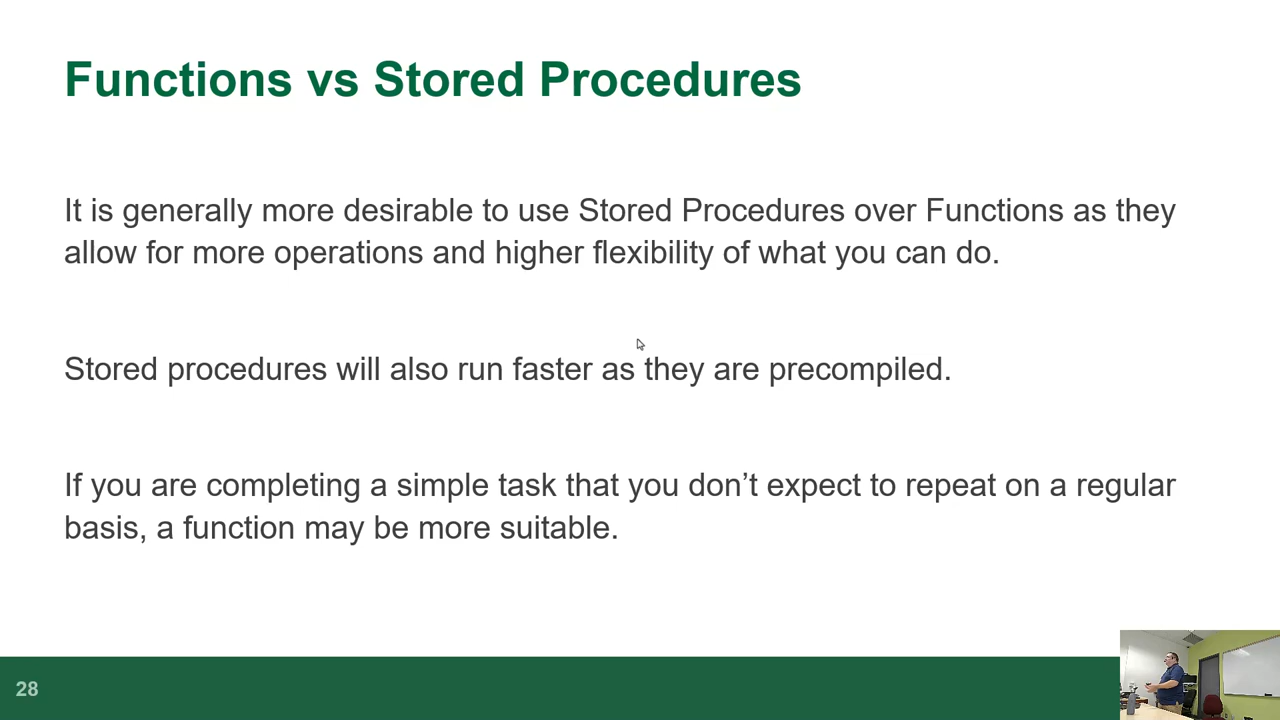 Functions vs Stored Procedures
It is generally more desirable to use Stored Procedures over Functions as they
allow for more operations and higher flexibility of what you can do.
Stored procedures will also run faster as they are precompiled.
If you are completing a simple task that you don’t expect to repeat on a regular
basis, a function may be more suitable.
28